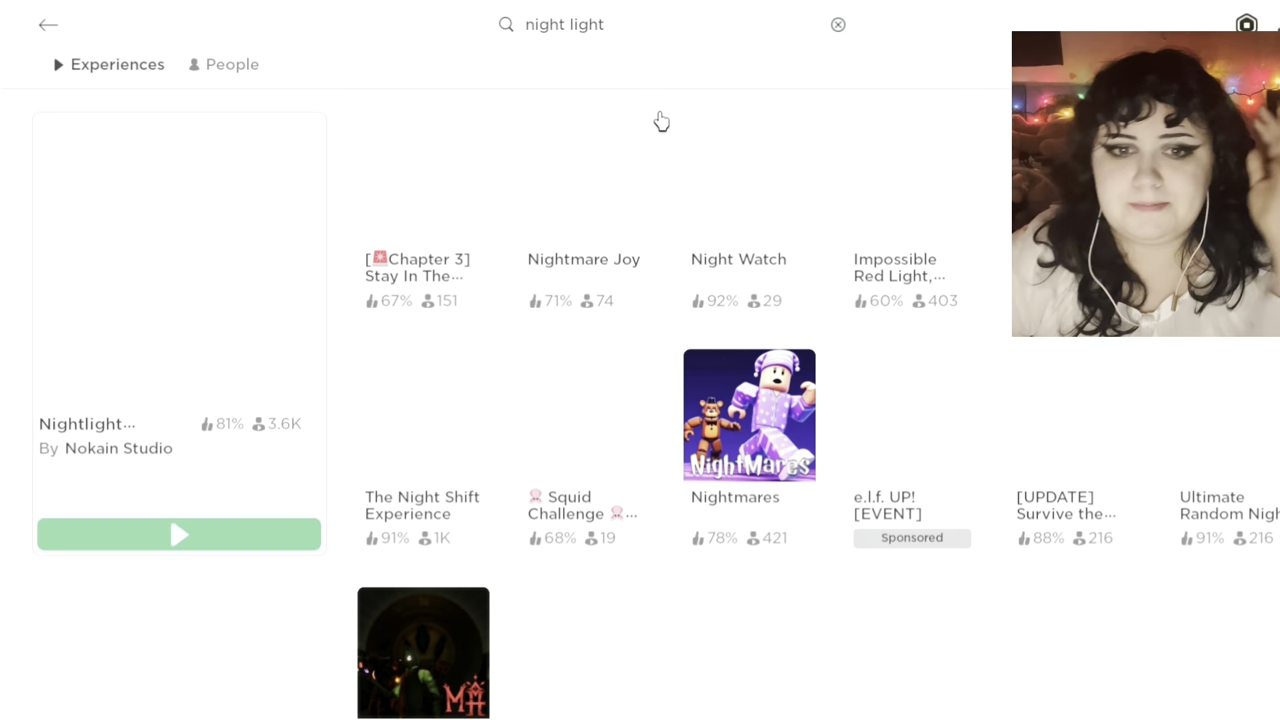 night light
Experiences People
[🚨Chapter 3]
Stay In The...
67% 151
Nightmare Joy
71% 74
Night Watch
92% 29
Impossible
Red Light,...
60% 403
Nightlight...
81% 3.6K
By Nokain Studio
NightMares
The Night Shift
Experience
91% 1K
🐙 Squid
Challenge 🐙...
68% 19
Nightmares
78% 421
e.l.f. UP!
[EVENT]
Sponsored
[UPDATE]
Survive the...
88% 216
Ultimate
Random Nigh
91% 216